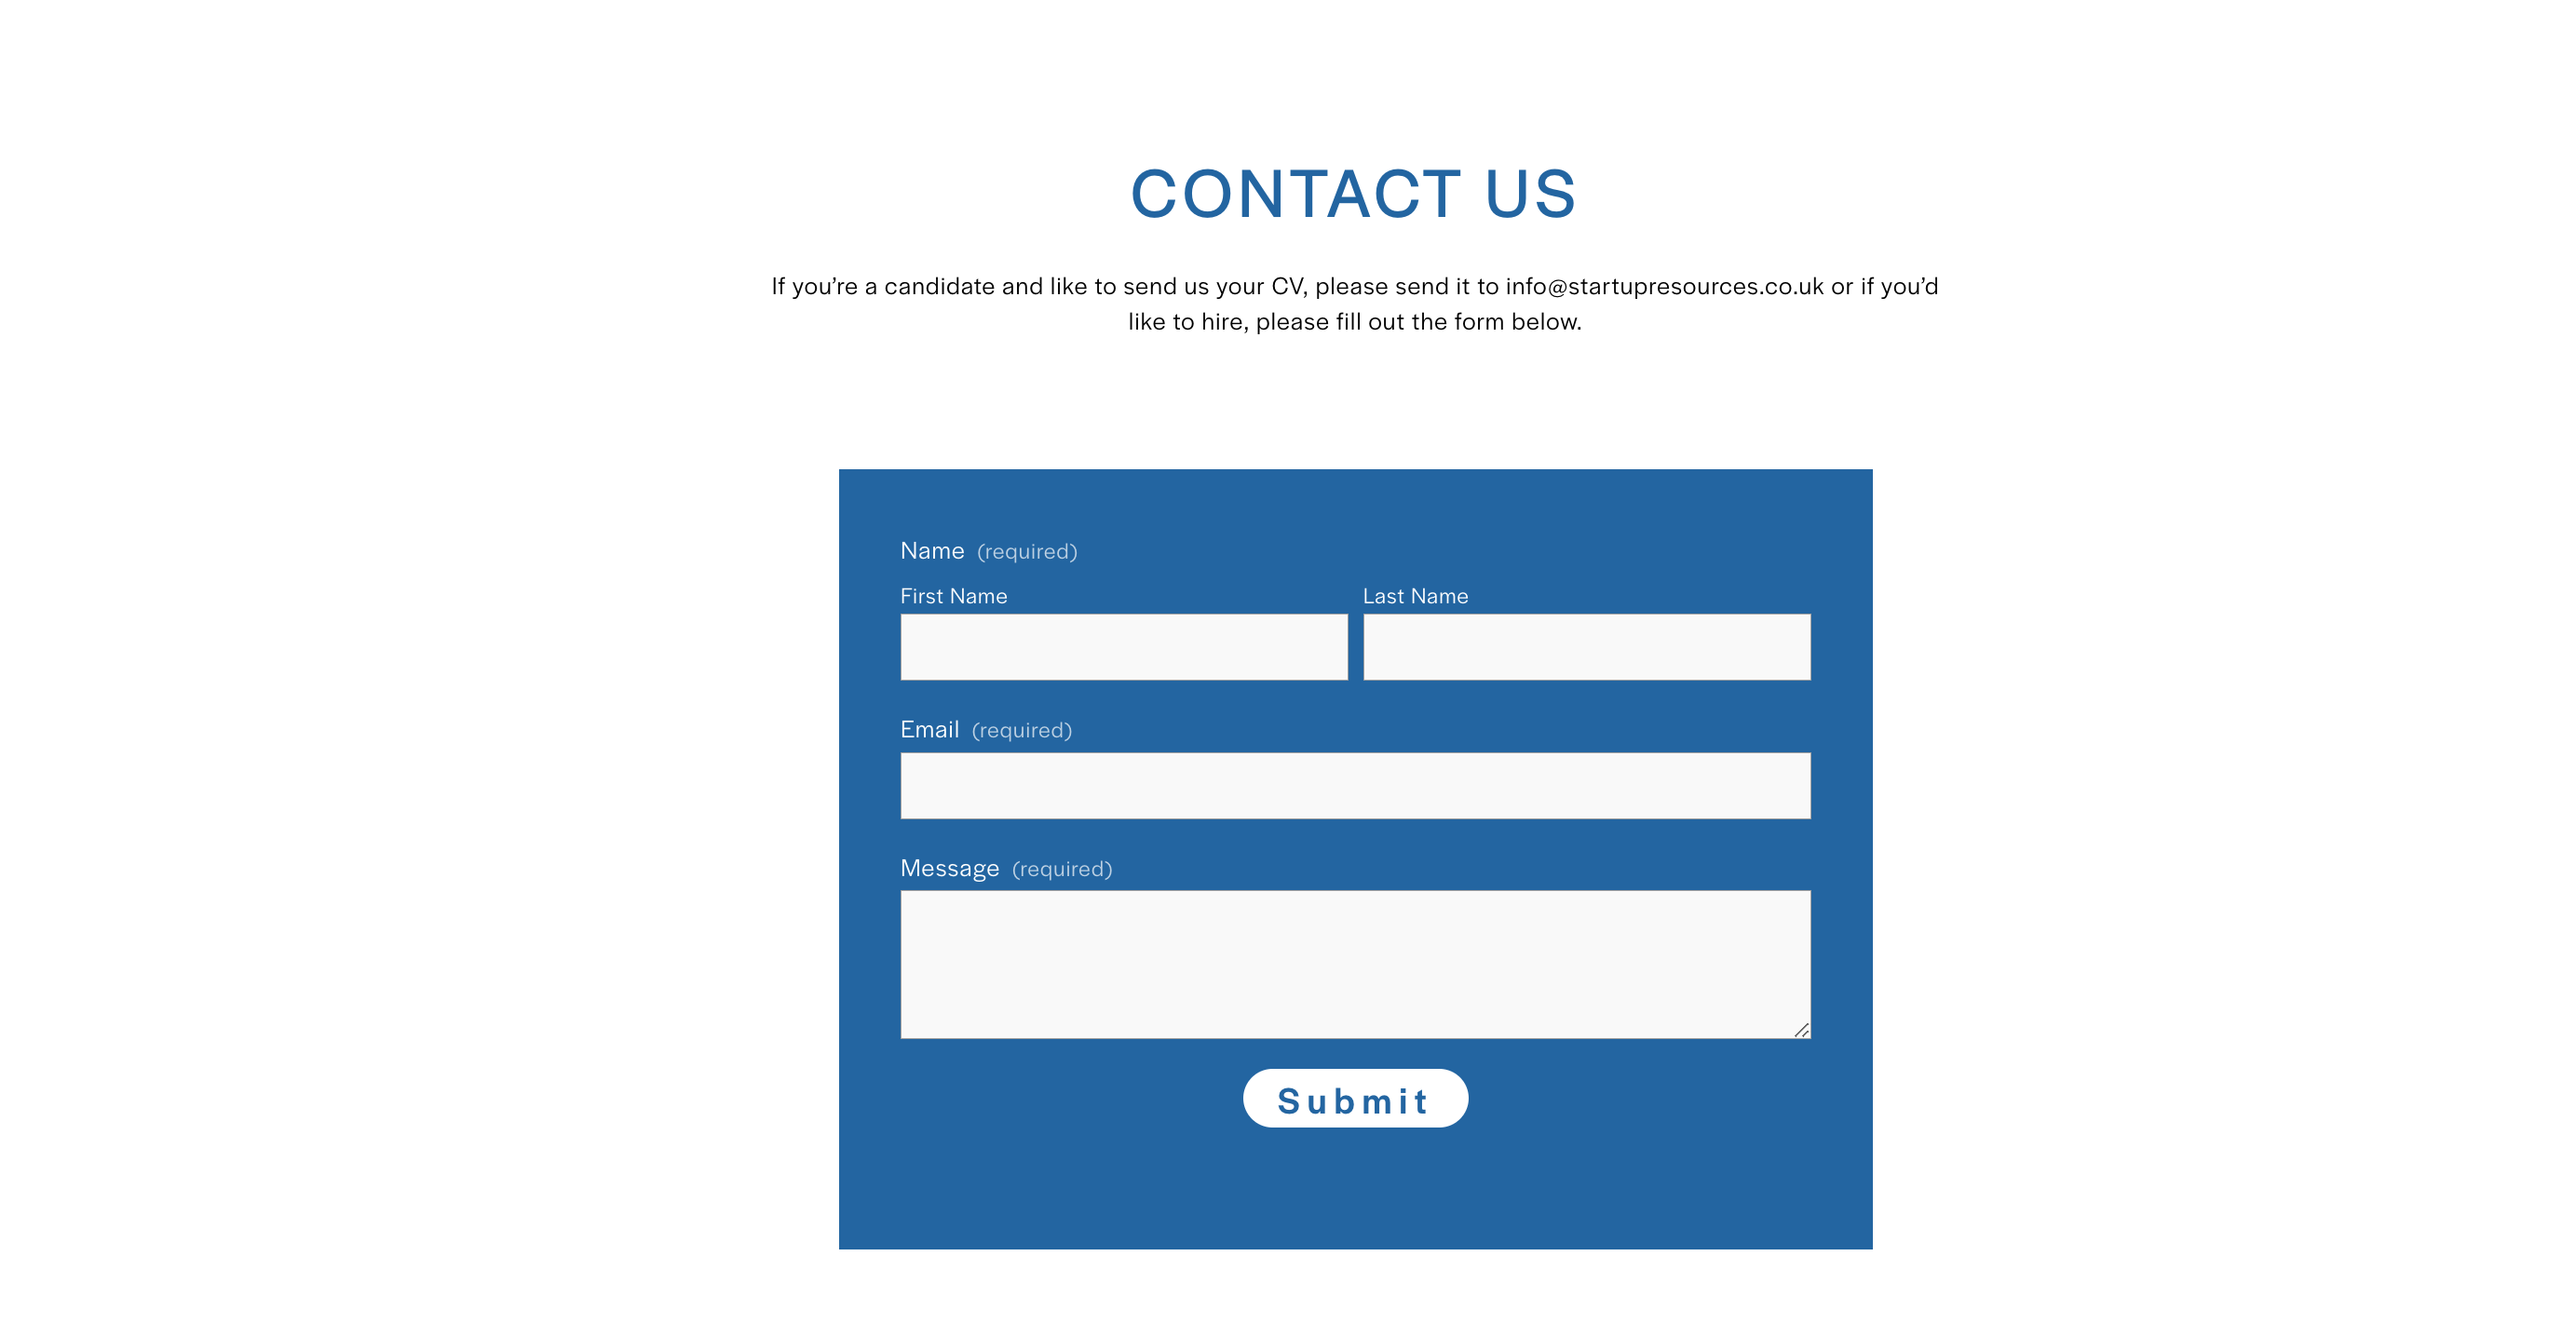 CONTACT US
If you’re a candidate and like to send us your CV, please send it to info@startupresources.co.uk or if you’d
like to hire, please fill out the form below.
Name (required)
First Name Last Name
Email (required)
Message (required)
Submit